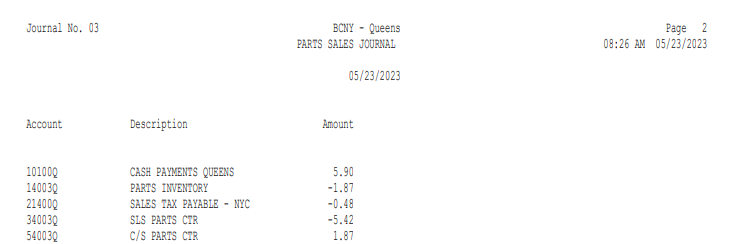 Journal No. 03 BCNY - Queens Page 2
PARTS SALES JOURNAL 08:26 AM 05/23/2023
05/23/2023
Account Description Amount
10100Q CASH PAYMENTS QUEENS 5.90
14003Q PARTS INVENTORY -1.87
21400Q SALES TAX PAYABLE - NYC -0.48
34003Q SLS PARTS CTR -5.42
54003Q C/S PARTS CTR 1.87